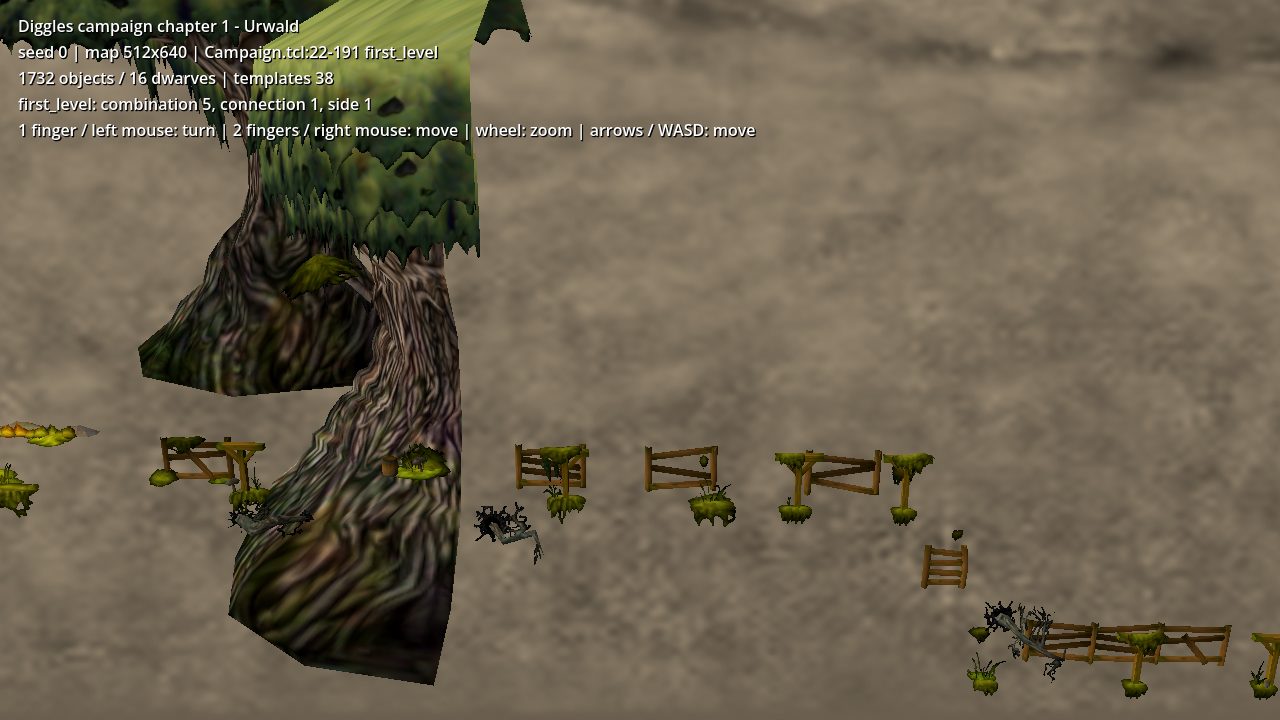 Diggles campaign chapter 1 - Urwald
seed 0 | map 512x640 | Campaign.tcl:22-191 first_level
1732 objects / 16 dwarves | templates 38
first_level: combination 5, connection 1, side 1
1 finger / left mouse: turn | 2 fingers / right mouse: move | wheel: zoom | arrows / WASD: move